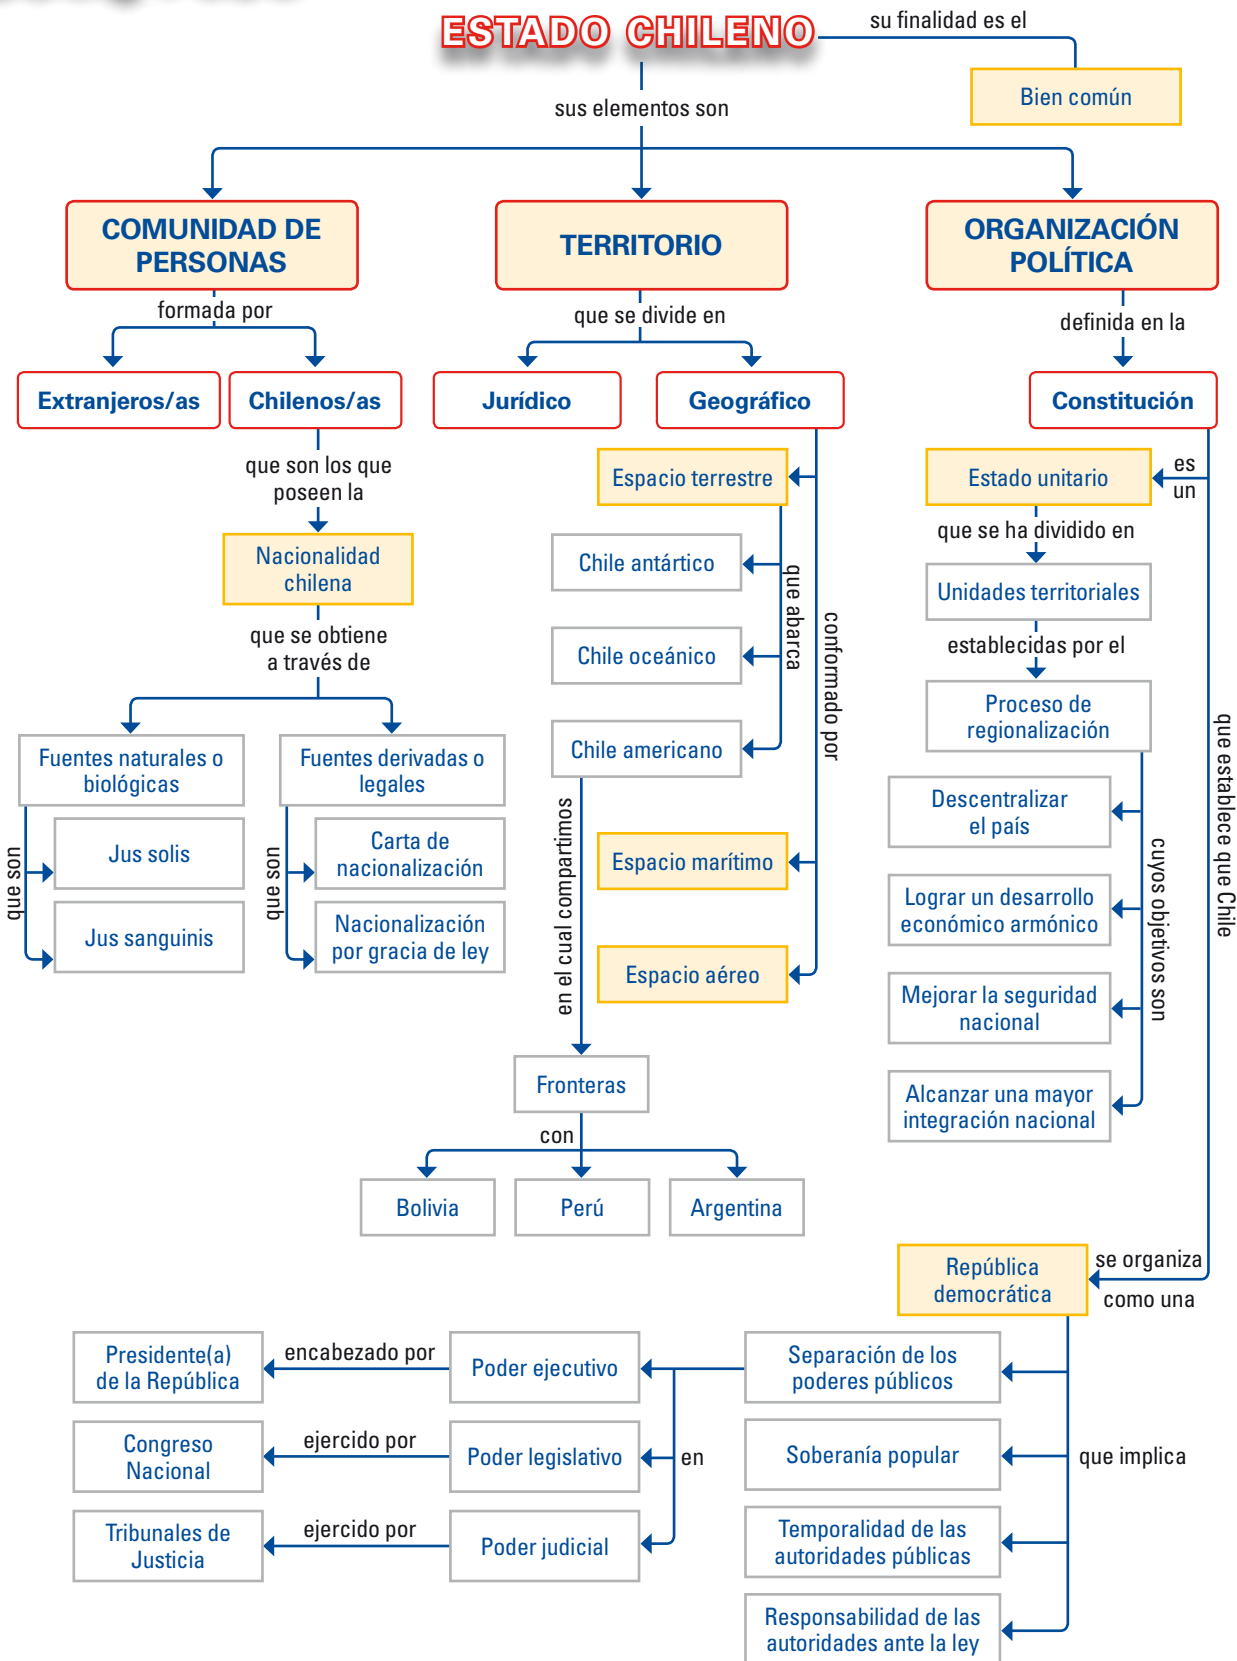 ESTADO CHILENO
su finalidad es el
Bien común
sus elementos son
COMUNIDAD DE
PERSONAS
TERRITORIO
ORGANIZACIÓN
POLÍTICA
formada por
que se divide en
definida en la
Extranjeros/as
Chilenos/as
Jurídico
Geográfico
Constitución
que son los que
poseen la
Nacionalidad
chilena
que se obtiene
a través de
Fuentes naturales o
biológicas
que son
Jus solis
Jus sanguinis
Fuentes derivadas o
legales
que son
Carta de
nacionalización
Nacionalización
por gracia de ley
conformado por
Espacio terrestre
que abarca
Chile antártico
Chile oceánico
Chile americano
Espacio marítimo
Espacio aéreo
en el cual compartimos
Fronteras
con
Bolivia
Perú
Argentina
que establece que Chile
es
un
Estado unitario
que se ha dividido en
Unidades territoriales
establecidas por el
Proceso de
regionalización
cuyos objetivos son
Descentralizar
el país
Lograr un desarrollo
económico armónico
Mejorar la seguridad
nacional
Alcanzar una mayor
integración nacional
se organiza
como una
República
democrática
que implica
Separación de los
poderes públicos
Soberanía popular
Temporalidad de las
autoridades públicas
Responsabilidad de las
autoridades ante la ley
en
Poder ejecutivo
encabezado por
Presidente(a)
de la República
Poder legislativo
ejercido por
Congreso
Nacional
Poder judicial
ejercido por
Tribunales de
Justicia